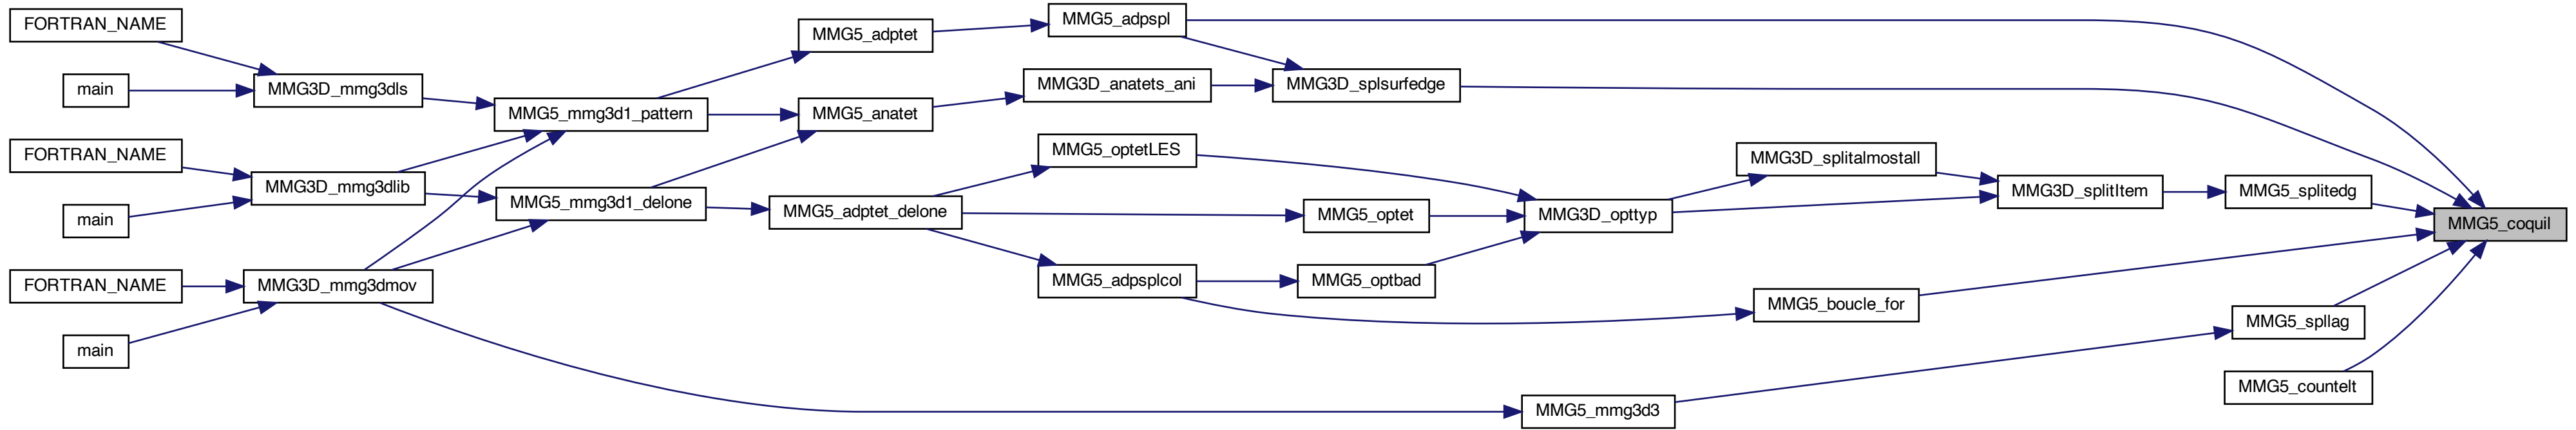 FORTRAN_NAME
main
FORTRAN_NAME
main
FORTRAN_NAME
main
MMG3D_mmg3dls
MMG3D_mmg3dlib
MMG3D_mmg3dmov
MMG5_mmg3d1_pattern
MMG5_mmg3d1_delone
MMG5_adptet
MMG5_anatet
MMG5_adptet_delone
MMG5_adpspl
MMG3D_anatets_ani
MMG5_optetLES
MMG5_adpsplcol
MMG3D_splsurfedge
MMG5_optet
MMG5_optbad
MMG3D_opttyp
MMG5_mmg3d3
MMG3D_splitalmostall
MMG5_boucle_for
MMG3D_splitItem
MMG5_splitedg
MMG5_spllag
MMG5_countelt
MMG5_coquil